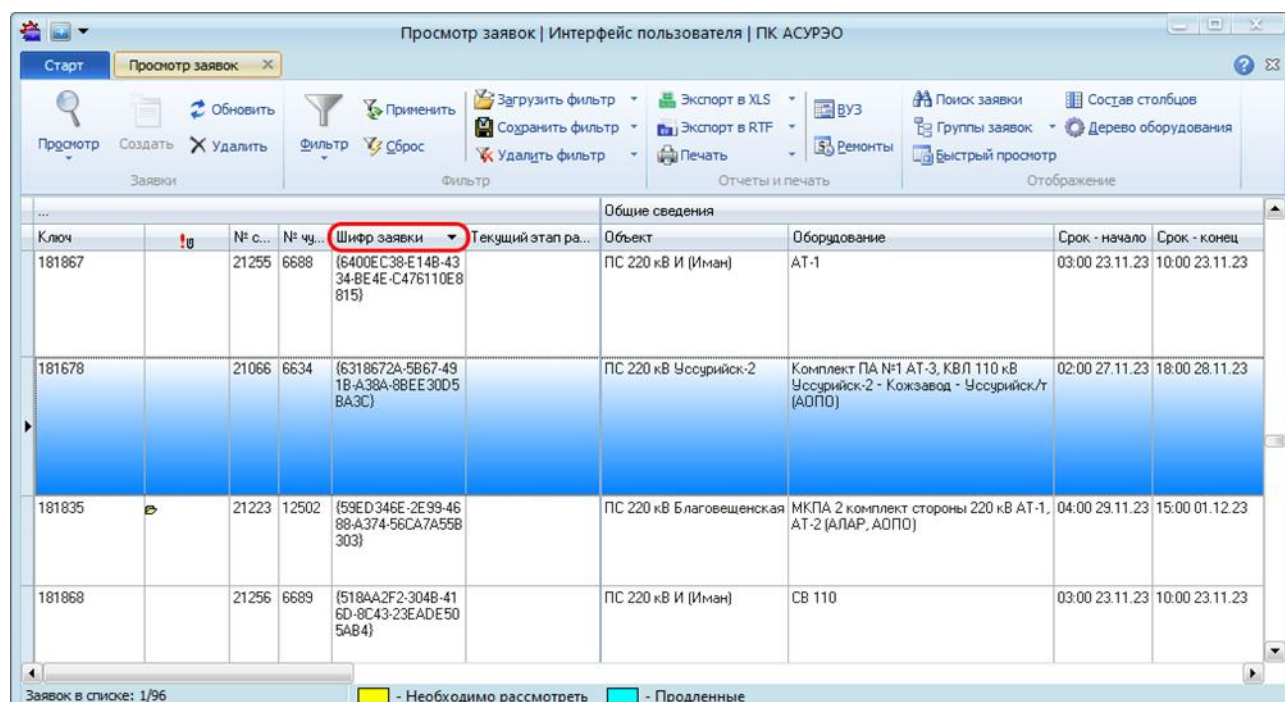 Просмотр заявок | Интерфейс пользователя | ПК АСУРЭО
Старт Просмотр заявок
Просмотр Создать Обновить Удалить
Заявки
Фильтр Применить Сброс Загрузить фильтр Сохранить фильтр Удалить фильтр
Фильтр
Экспорт в XLS Экспорт в RTF Печать ВУЗ Ремонты
Отчеты и печать
Поиск заявки Группы заявок Быстрый просмотр Состав столбцов Дерево оборудования
Отображение
... Общие сведения
Ключ № с... № чу... Шифр заявки Текущий этап ра... Объект Оборудование Срок - начало Срок - конец
181867 21255 6688 {6400EC38-E14B-43 ПС 220 кВ И (Иман) АТ-1 03:00 23.11.23 10:00 23.11.23
34-BE4E-C476110E8
815}
181678 21066 6634 {6318672A-5B67-49 ПС 220 кВ Уссурийск-2 Комплект ПА №1 АТ-3, КВЛ 110 кВ 02:00 27.11.23 18:00 28.11.23
1B-A38A-8BEE30D5 Уссурийск-2 - Кожзавод - Уссурийск/т
BA3C} (АОПО)
181835 21223 12502 {59ED346E-2E99-46 ПС 220 кВ Благовещенская МКПА 2 комплект стороны 220 кВ АТ-1, 04:00 29.11.23 15:00 01.12.23
88-A374-56CA7A55B АТ-2 (АЛАР, АОПО)
303}
181868 21256 6689 {518AA2F2-304B-41 ПС 220 кВ И (Иман) СВ 110 03:00 23.11.23 10:00 23.11.23
6D-8C43-23EADE50
5AB4}
Заявок в списке: 1/96 - Необходимо рассмотреть - Продленные